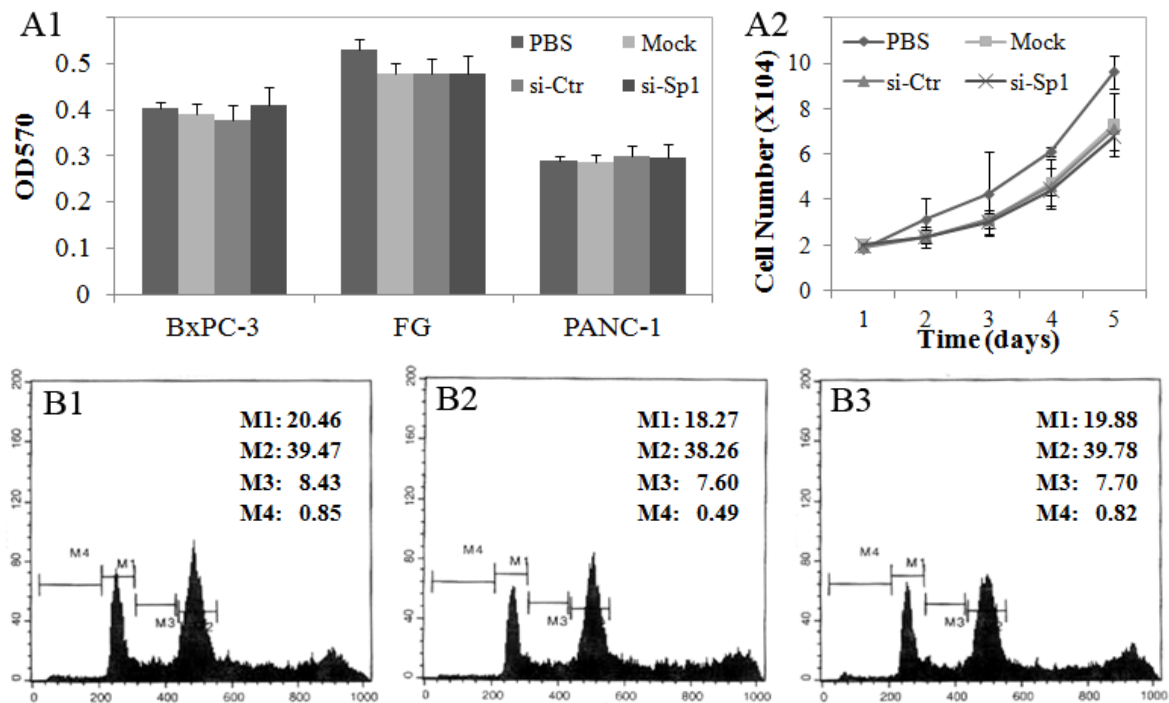 A1
PBS
Mock
si-Ctr
si-Sp1
OD570
0.5
0.4
0.3
0.2
0.1
0
BxPC-3
FG
PANC-1
A2
PBS
Mock
si-Ctr
si-Sp1
Cell Number (X104)
10
8
6
4
2
0
1
2
3
4
5
Time (days)
B1
M1: 20.46
M2: 39.47
M3: 8.43
M4: 0.85
200
160
120
80
40
0
M4
M1
M3
2
0
200
400
600
800
1000
B2
M1: 18.27
M2: 38.26
M3: 7.60
M4: 0.49
200
160
120
80
40
0
M4
M1
M3
0
200
400
600
800
1000
B3
M1: 19.88
M2: 39.78
M3: 7.70
M4: 0.82
200
160
120
80
40
0
M4
M1
M3
0
200
400
600
800
1000